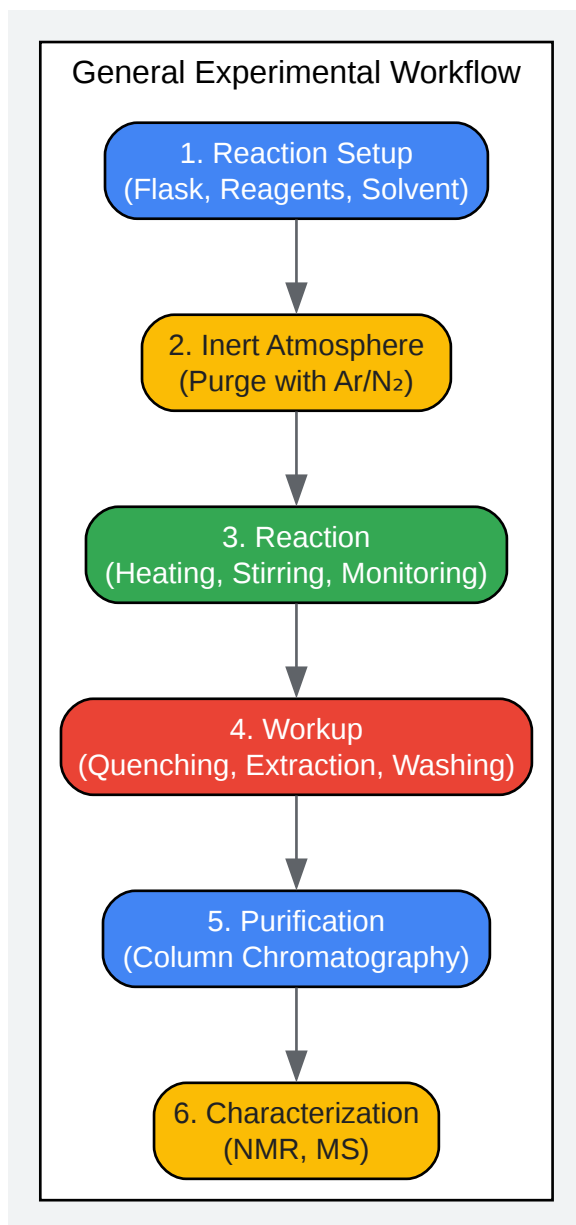 General Experimental Workflow
1. Reaction Setup
(Flask, Reagents, Solvent)
2. Inert Atmosphere
(Purge with Ar/N₂)
3. Reaction
(Heating, Stirring, Monitoring)
4. Workup
(Quenching, Extraction, Washing)
5. Purification
(Column Chromatography)
6. Characterization
(NMR, MS)